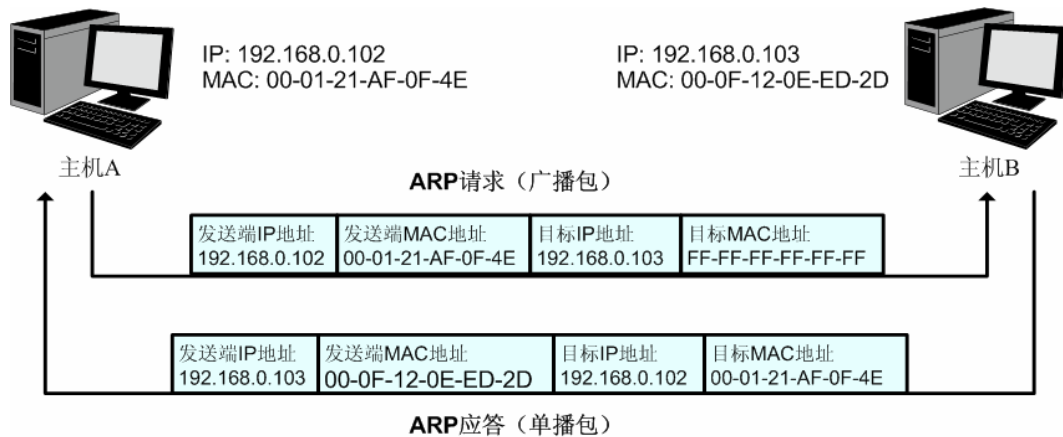 IP: 192.168.0.102
MAC: 00-01-21-AF-0F-4E
IP: 192.168.0.103
MAC: 00-0F-12-0E-ED-2D
主机A
主机B
ARP请求（广播包）
发送端IP地址
192.168.0.102
发送端MAC地址
00-01-21-AF-0F-4E
目标IP地址
192.168.0.103
目标MAC地址
FF-FF-FF-FF-FF-FF
发送端IP地址
192.168.0.103
发送端MAC地址
00-0F-12-0E-ED-2D
目标IP地址
192.168.0.102
目标MAC地址
00-01-21-AF-0F-4E
ARP应答（单播包）